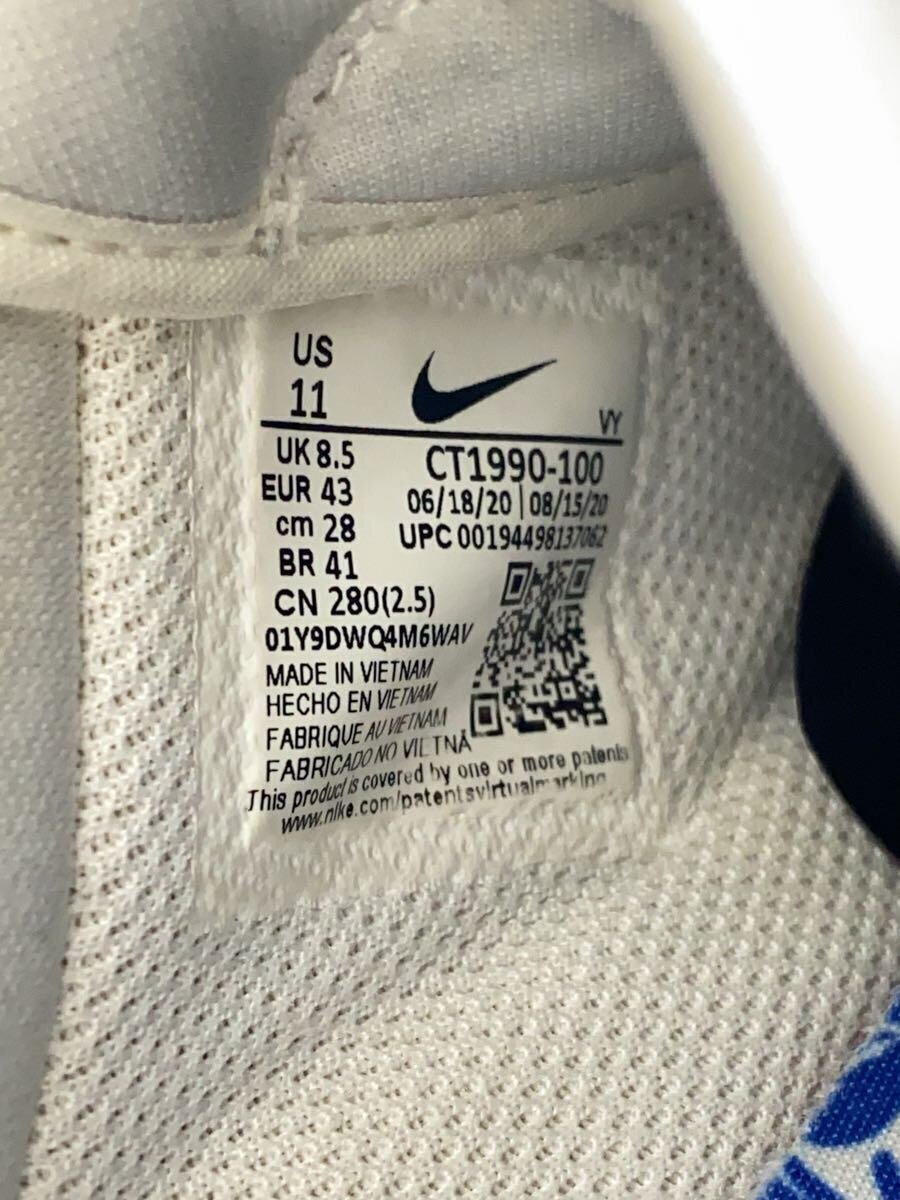 US
11
VY
UK 8.5
EUR 43
cm 28
BR 41
CN 280(2.5)
CT1990-100
06/18/20 | 08/15/20
UPC 00194498137062
01Y9DWQ4M6WAV
MADE IN VIETNAM
HECHO EN VIETNAM
FABRIQUE AU VIETNAM
FABRICADO NO VIETNÃ
This product is covered by one or more patents
www.nike.com/patentsvirtualmarking